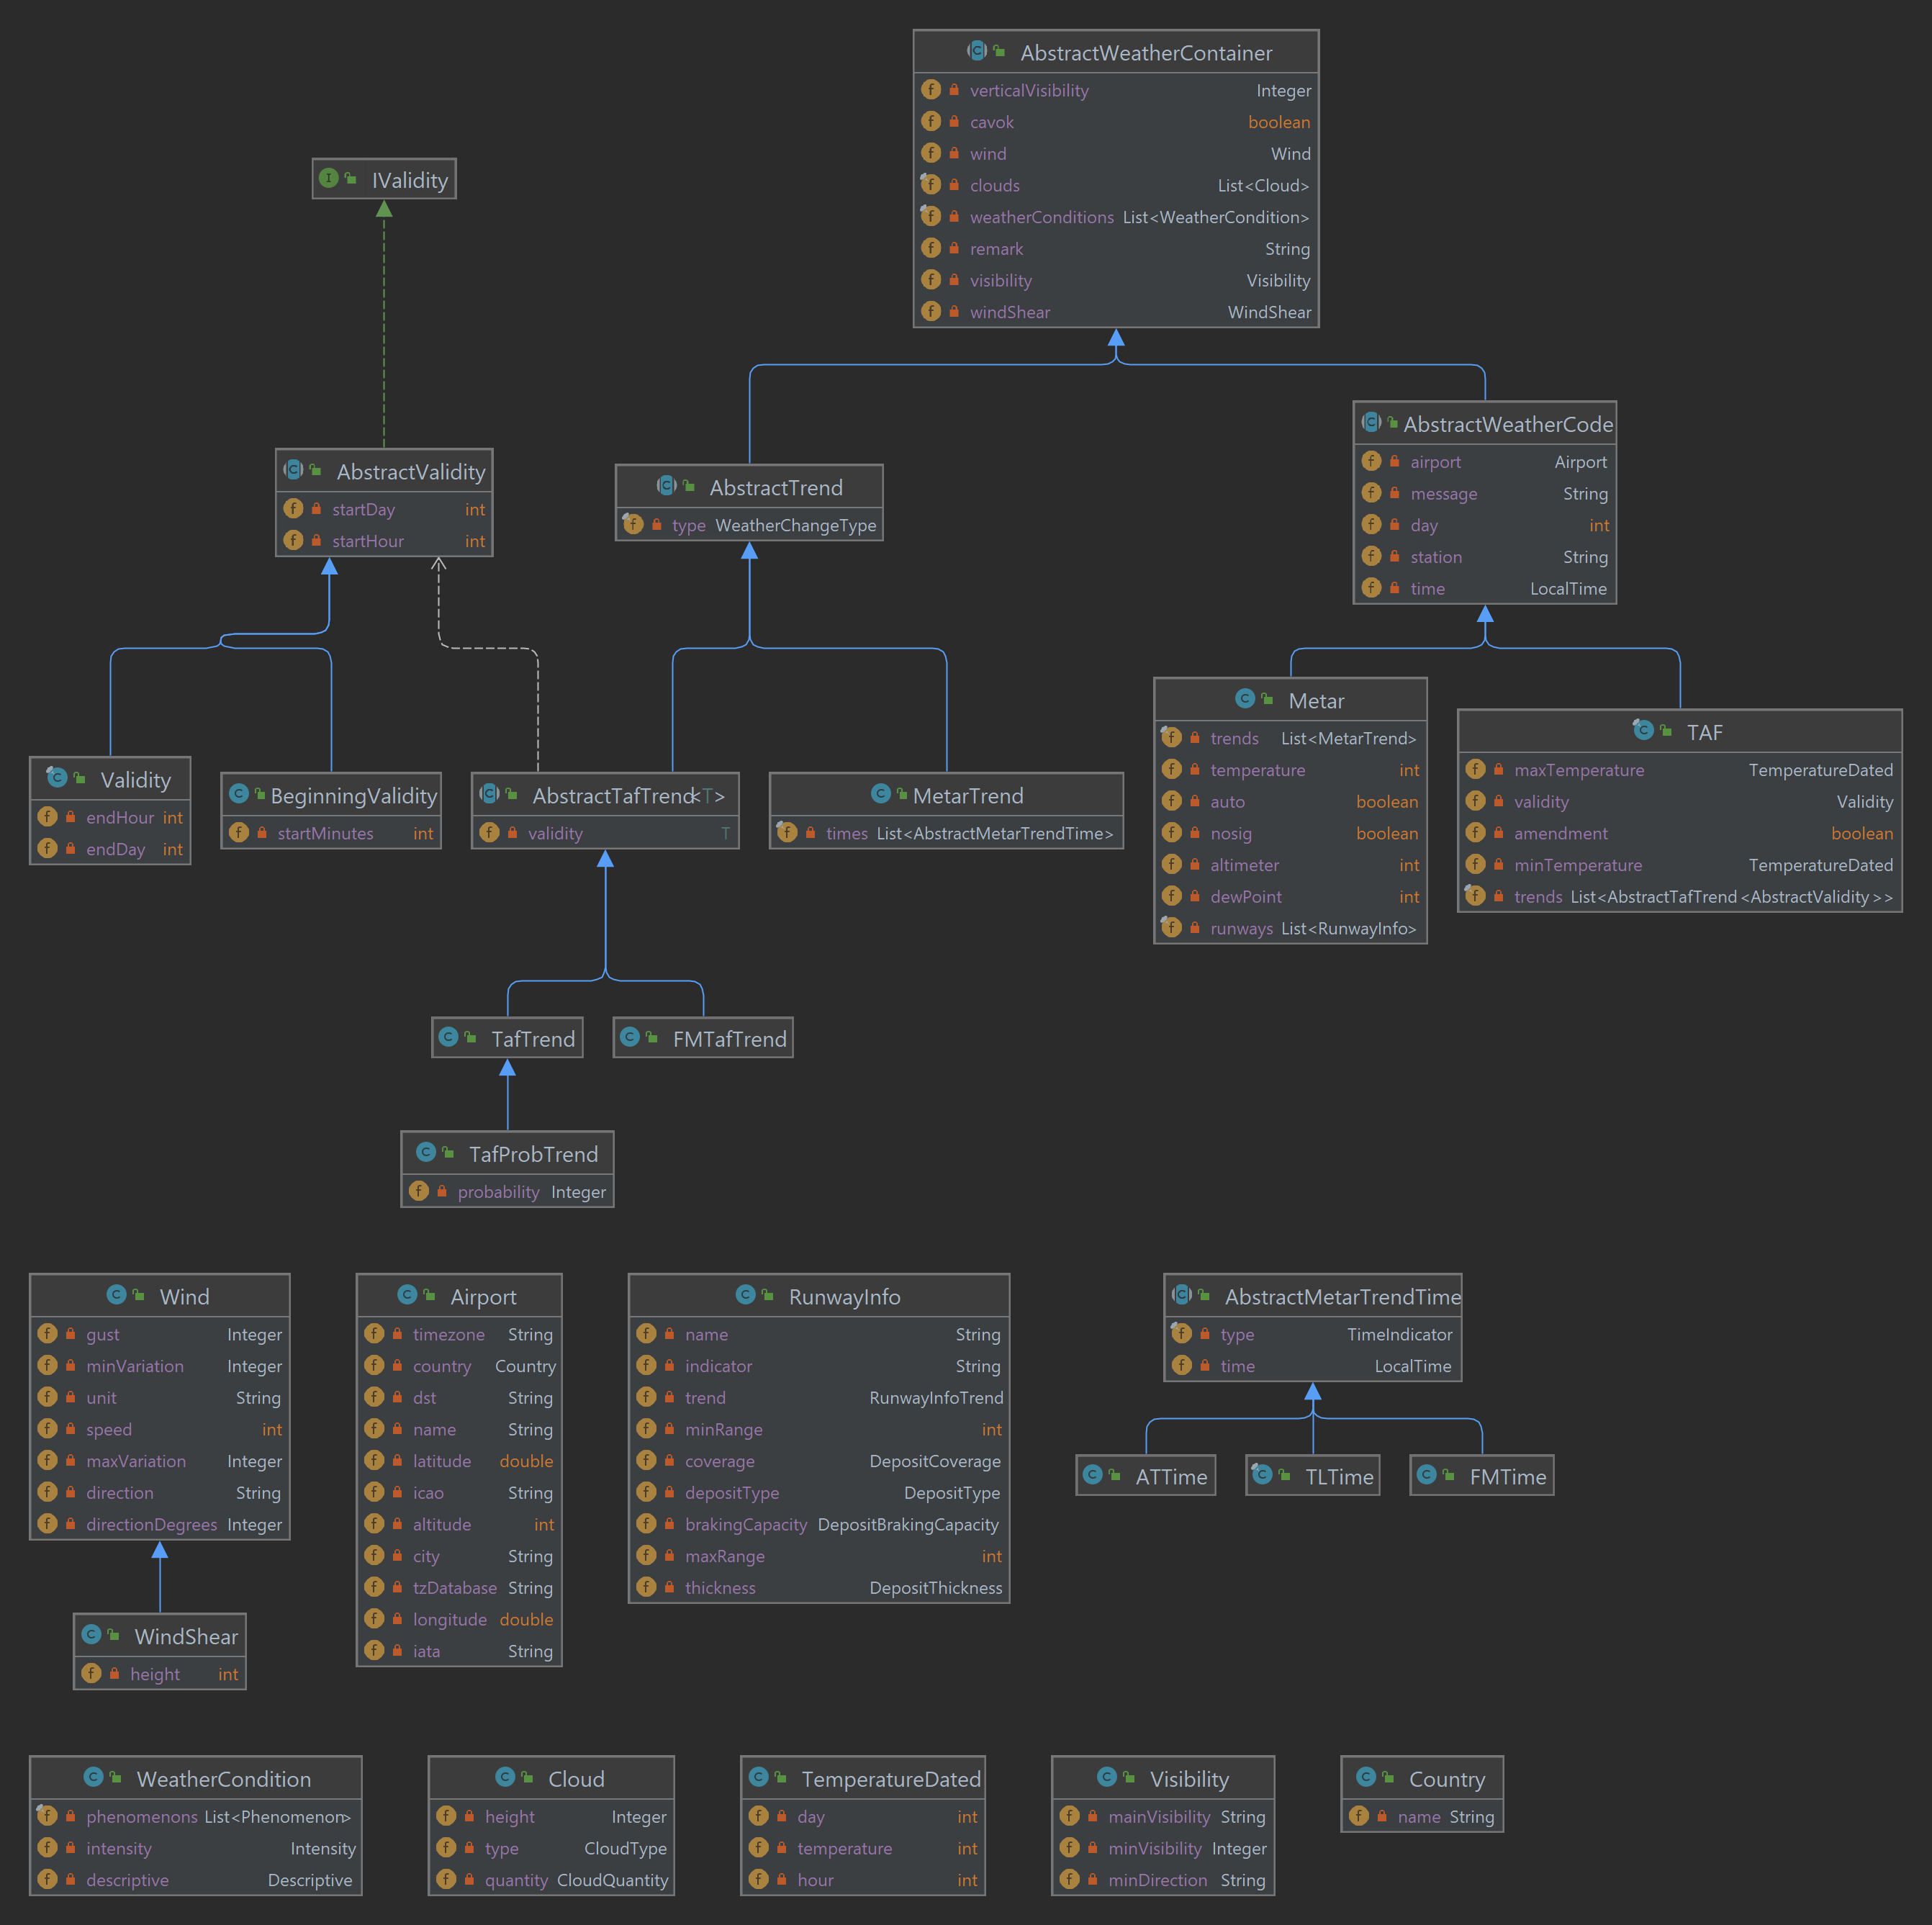 AbstractWeatherContainer
verticalVisibility Integer
cavok boolean
wind Wind
clouds List<Cloud>
weatherConditions List<WeatherCondition>
remark String
visibility Visibility
windShear WindShear
IValidity
AbstractValidity
startDay int
startHour int
AbstractTrend
type WeatherChangeType
AbstractWeatherCode
airport Airport
message String
day int
station String
time LocalTime
Validity
endHour int
endDay int
BeginningValidity
startMinutes int
AbstractTafTrend<T>
validity T
MetarTrend
times List<AbstractMetarTrendTime>
Metar
trends List<MetarTrend>
temperature int
auto boolean
nosig boolean
altimeter int
dewPoint int
runways List<RunwayInfo>
TAF
maxTemperature TemperatureDated
validity Validity
amendment boolean
minTemperature TemperatureDated
trends List<AbstractTafTrend<AbstractValidity>>
TafTrend
FMTafTrend
TafProbTrend
probability Integer
Wind
gust Integer
minVariation Integer
unit String
speed int
maxVariation Integer
direction String
directionDegrees Integer
WindShear
height int
Airport
timezone String
country Country
dst String
name String
latitude double
icao String
altitude int
city String
tzDatabase String
longitude double
iata String
RunwayInfo
name String
indicator String
trend RunwayInfoTrend
minRange int
coverage DepositCoverage
depositType DepositType
brakingCapacity DepositBrakingCapacity
maxRange int
thickness DepositThickness
AbstractMetarTrendTime
type TimeIndicator
time LocalTime
ATTime
TLTime
FMTime
WeatherCondition
phenomenons List<Phenomenon>
intensity Intensity
descriptive Descriptive
Cloud
height Integer
type CloudType
quantity CloudQuantity
TemperatureDated
day int
temperature int
hour int
Visibility
mainVisibility String
minVisibility Integer
minDirection String
Country
name String